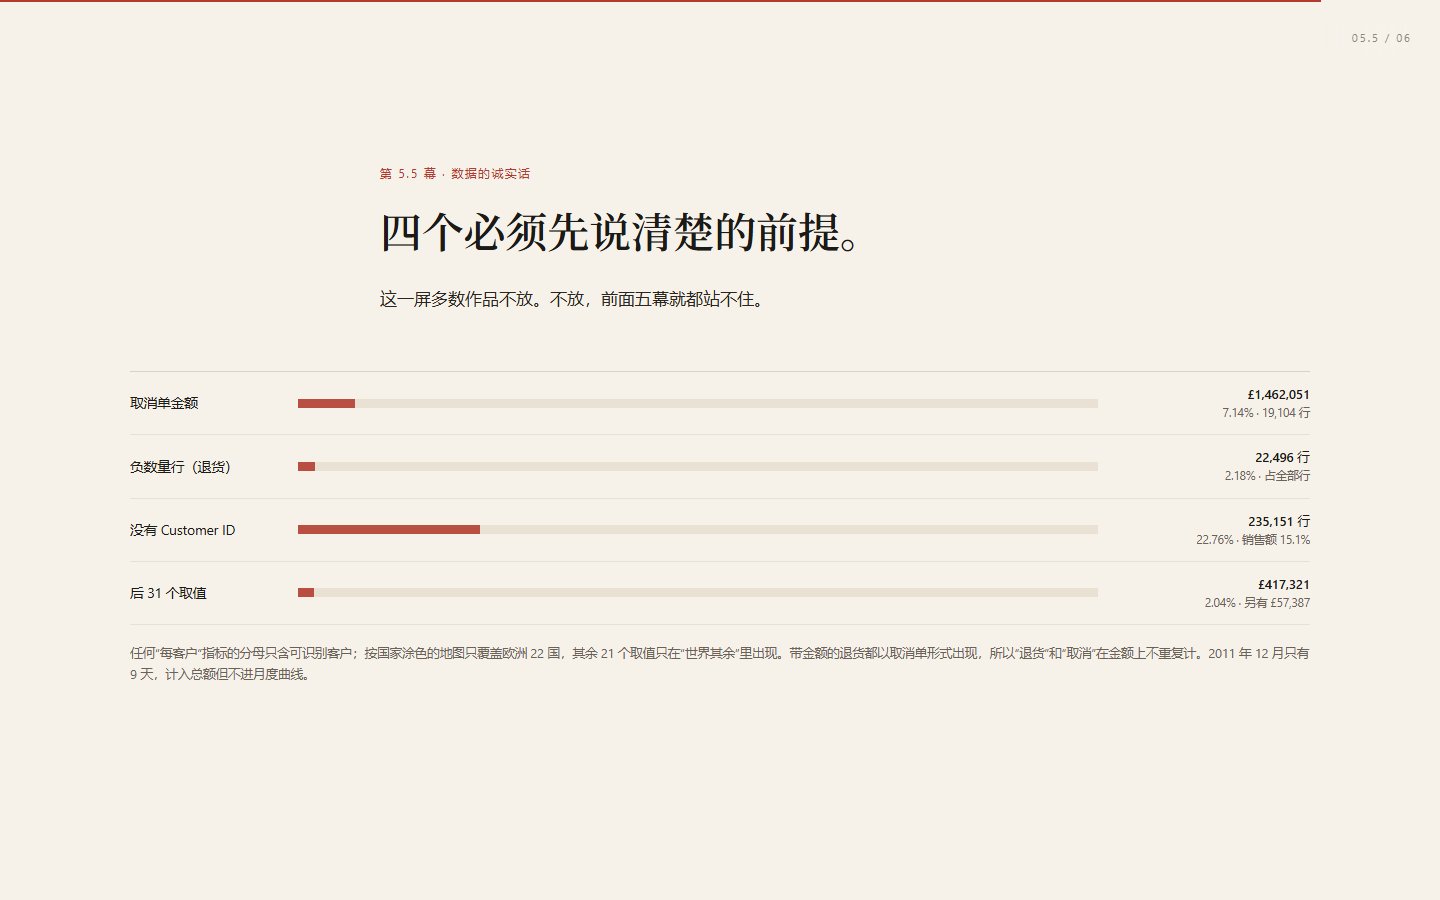 05.5 / 06
第 5.5 幕 · 数据的诚实话
四个必须先说清楚的前提。
这一屏多数作品不放。不放，前面五幕就都站不住。
取消单金额
£1,462,051
7.14% · 19,104 行
负数量行（退货）
22,496 行
2.18% · 占全部行
没有 Customer ID
235,151 行
22.76% · 销售额 15.1%
后 31 个取值
£417,321
2.04% · 另有 £57,387
任何“每客户”指标的分母只含可识别客户；按国家涂色的地图只覆盖欧洲 22 国，其余 21 个取值只在“世界其余”里出现。带金额的退货都以取消单形式出现，所以“退货”和“取消”在金额上不重复计。2011 年 12 月只有
9 天，计入总额但不进月度曲线。